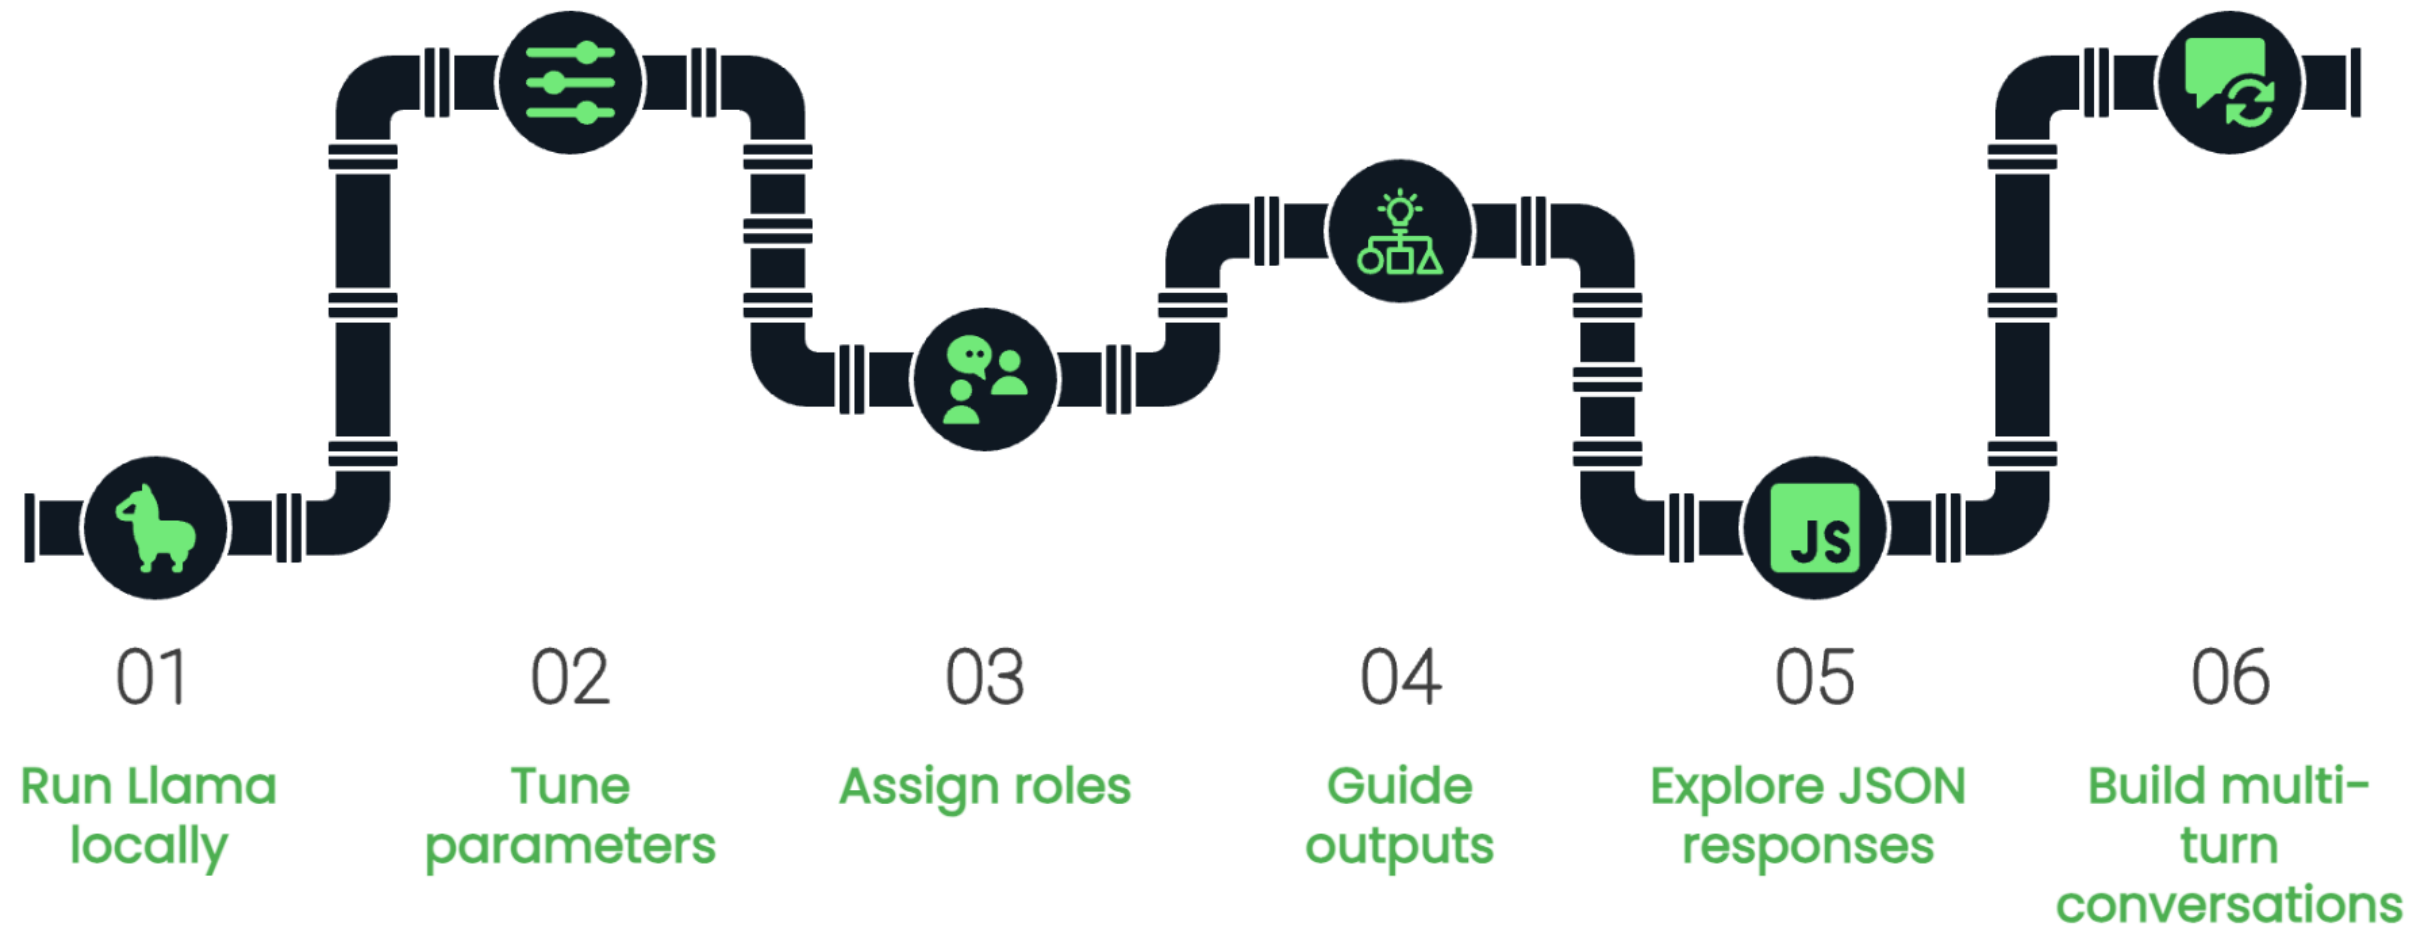 JS
01
Run Llama
locally
02
Tune
parameters
03
Assign roles
04
Guide
outputs
05
Explore JSON
responses
06
Build multi-
turn
conversations